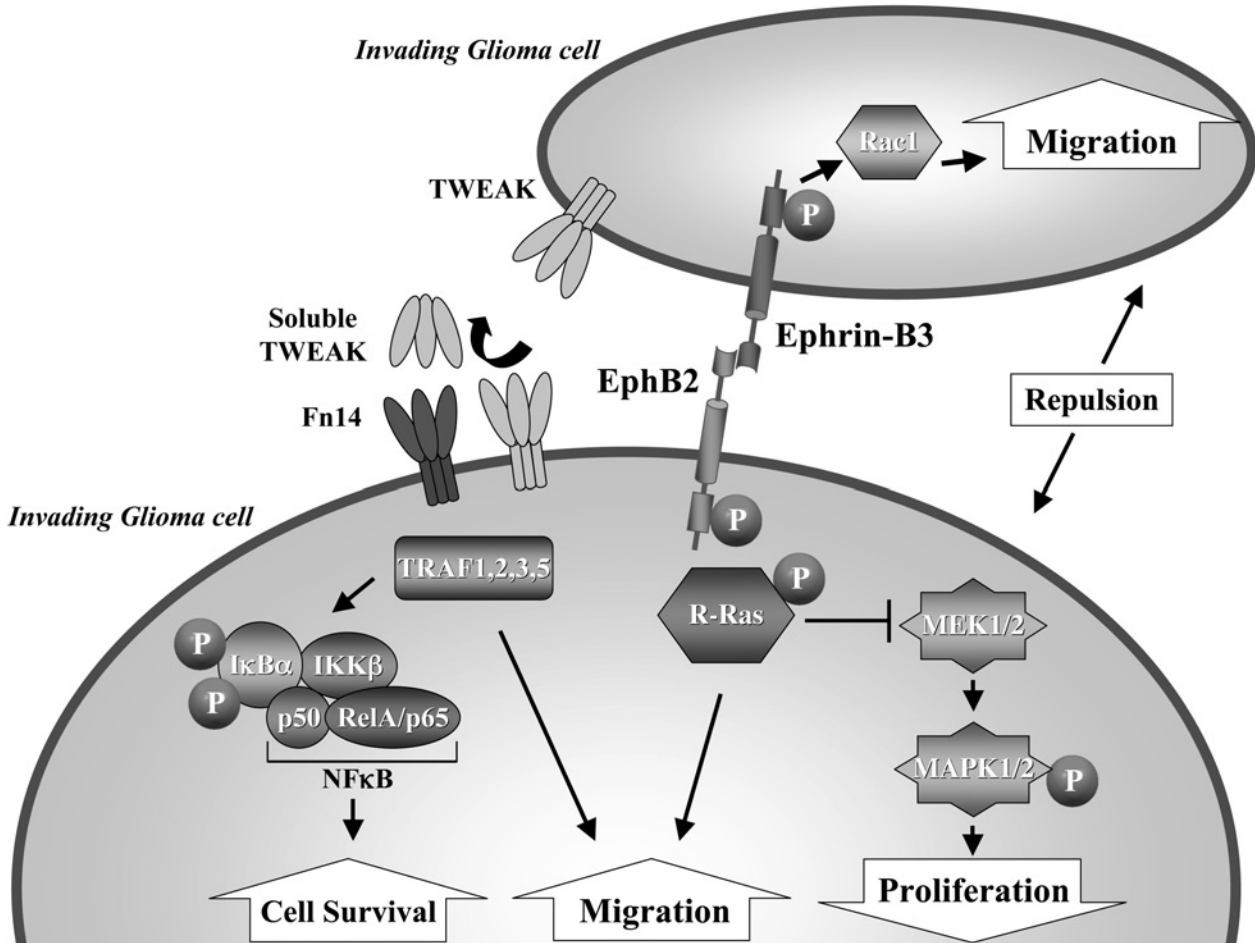 Invading Glioma cell
Rac1
Migration
P
TWEAK
Soluble
TWEAK
Ephrin-B3
EphB2
Fn14
Repulsion
Invading Glioma cell
P
TRAF1,2,3,5
P
R-Ras
MEK1/2
P
IκBα
IKKβ
P
p50
RelA/p65
NFκB
MAPK1/2
P
Cell Survival
Migration
Proliferation